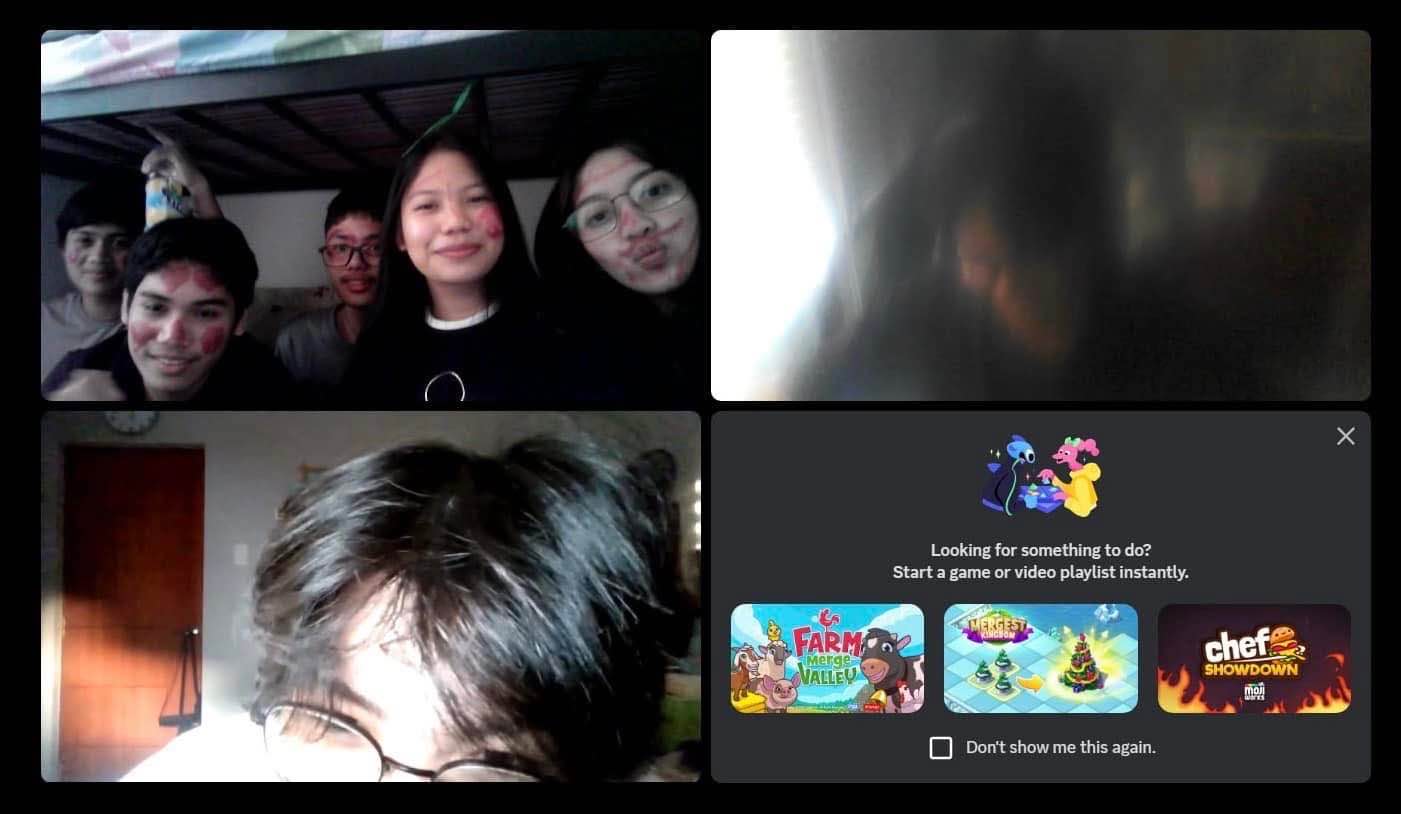 Looking for something to do?
Start a game or video playlist instantly.
FARM
Merge
VALLEY
MERGEST
KINGDOM
chef
SHOWDOWN
moji
works
Don't show me this again.